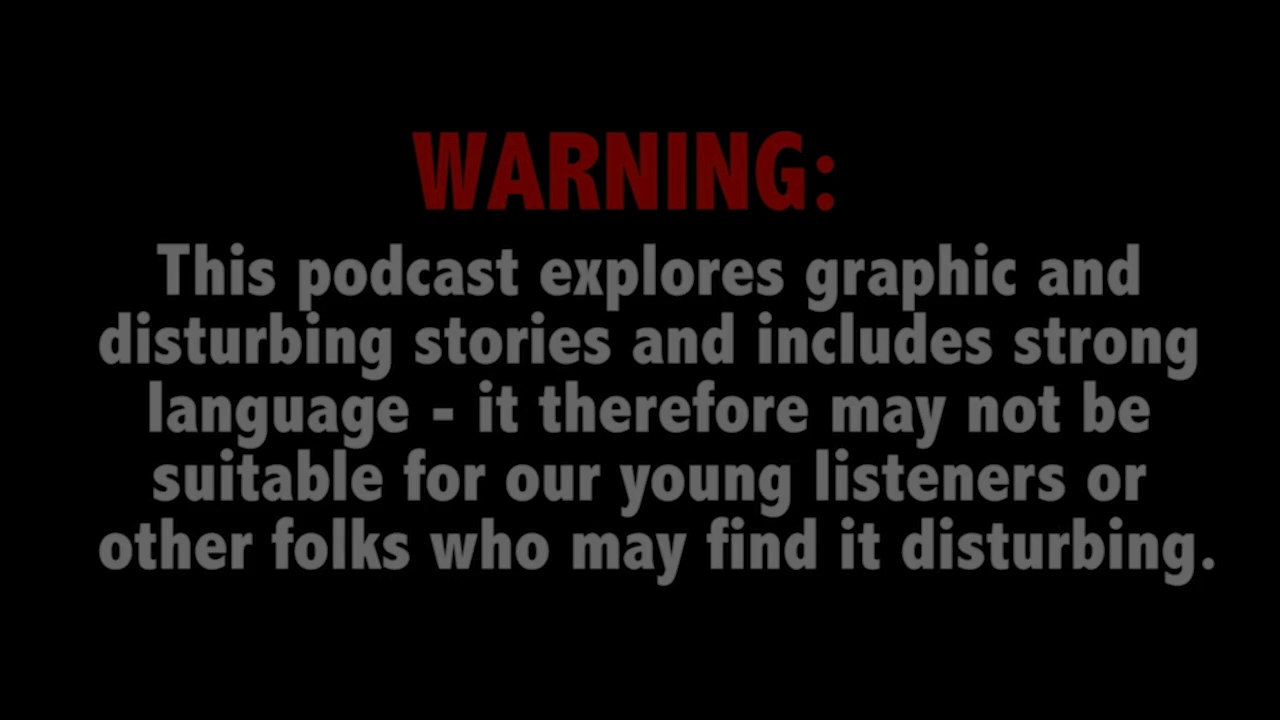 WARNING:
This podcast explores graphic and
disturbing stories and includes strong
language - it therefore may not be
suitable for our young listeners or
other folks who may find it disturbing.